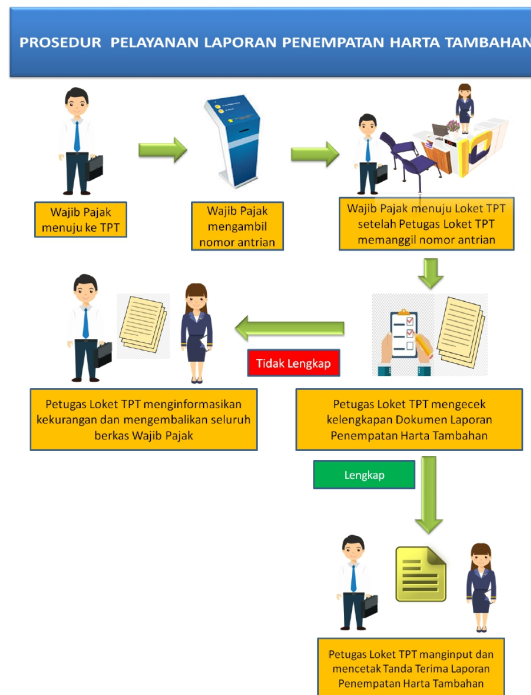 PROSEDUR PELAYANAN LAPORAN PENEMPATAN HARTA TAMBAHAN
Wajib Pajak
menuju ke TPT
Wajib Pajak
mengambil
nomor antrian
Wajib Pajak menuju Loket TPT
setelah Petugas Loket TPT
memanggil nomor antrian
Tidak Lengkap
Petugas Loket TPT menginformasikan
kekurangan dan mengembalikan seluruh
berkas Wajib Pajak
Petugas Loket TPT mengecek
kelengkapan Dokumen Laporan
Penempatan Harta Tambahan
Lengkap
Petugas Loket TPT manginput dan
mencetak Tanda Terima Laporan
Penempatan Harta Tambahan